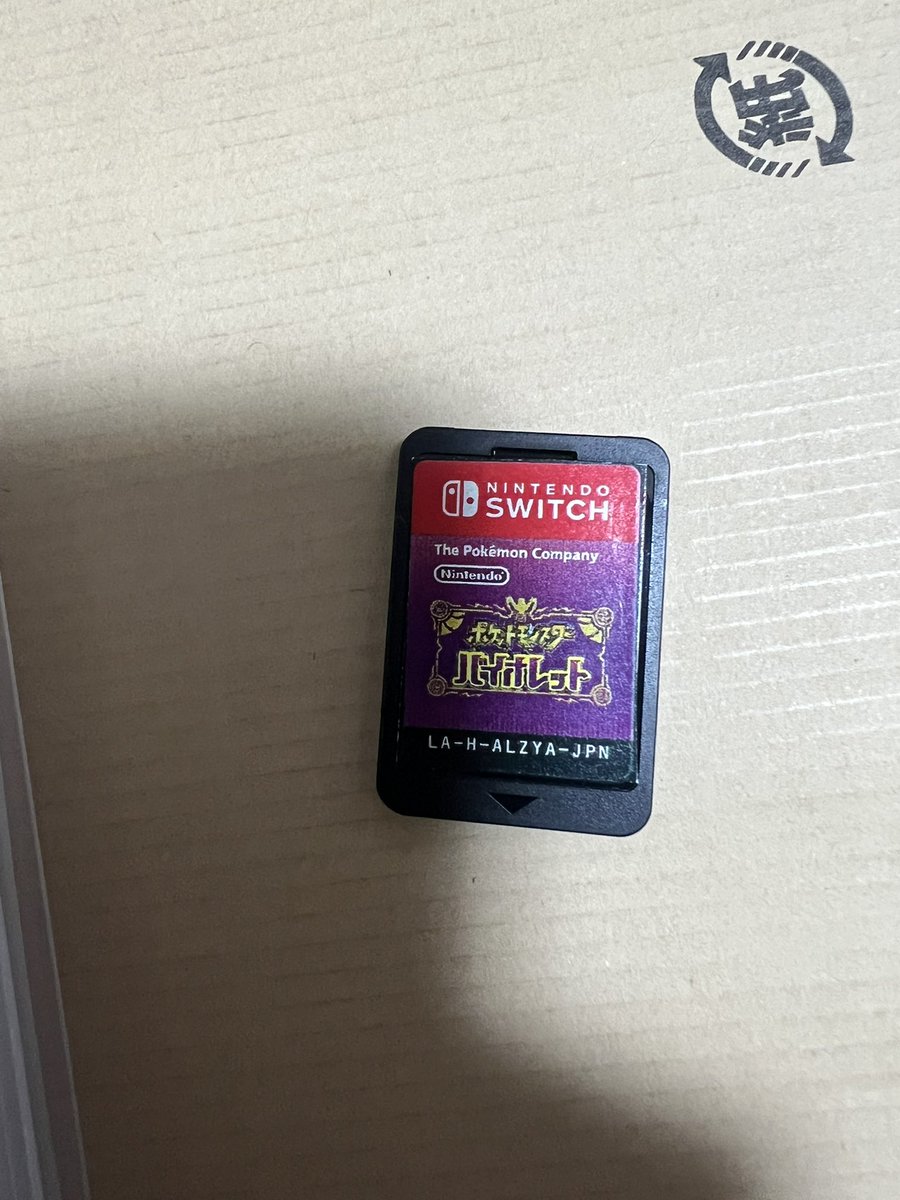 紙
NINTENDO
SWITCH
The Pokémon Company
Nintendo
ポケットモンスター
バイオレット
LA-H-ALZYA-JPN